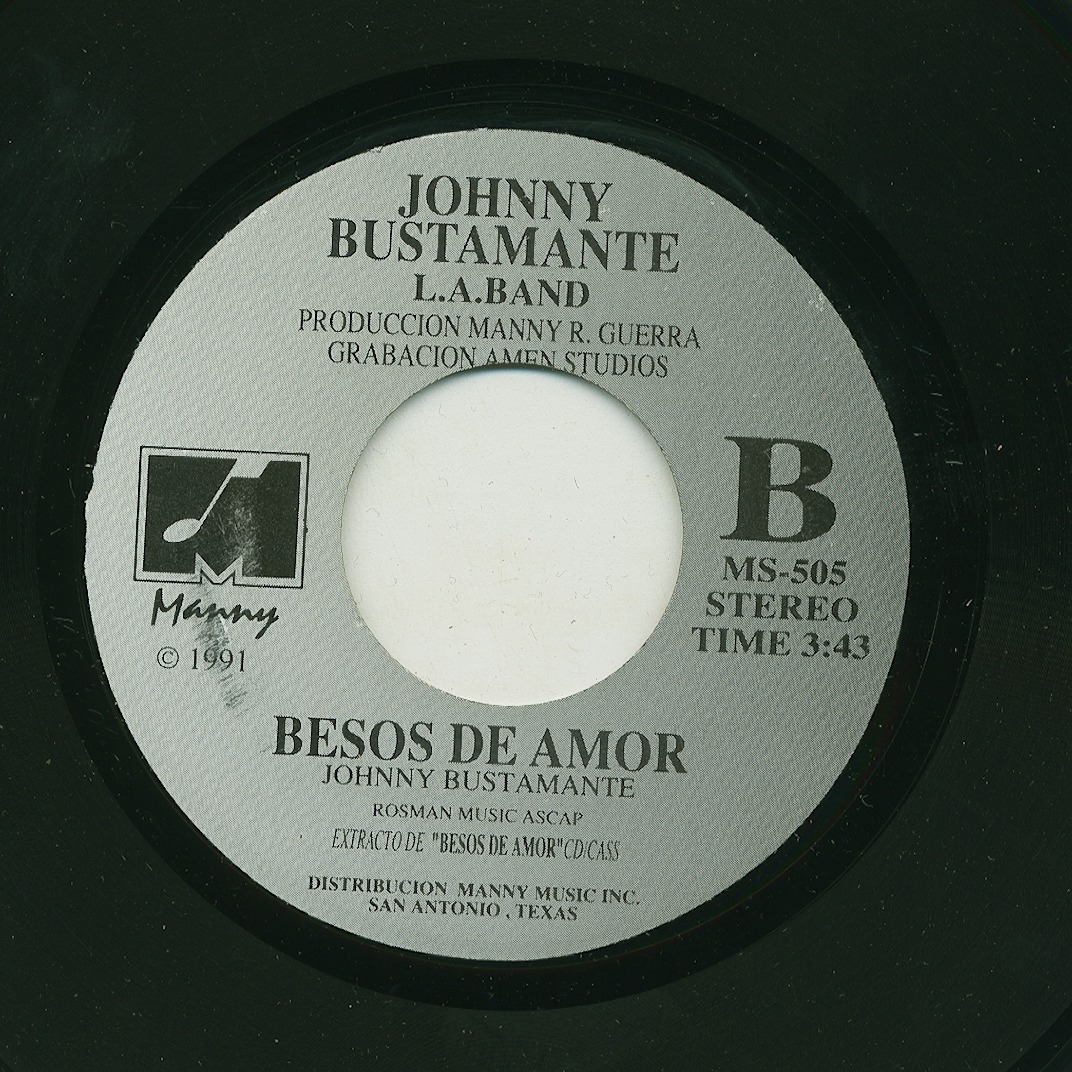 JOHNNY
BUSTAMANTE
L.A.BAND
PRODUCCION MANNY R. GUERRA
GRABACION AMEN STUDIOS
B
MS-505
STEREO
TIME 3:43
Manny
© 1991
BESOS DE AMOR
JOHNNY BUSTAMANTE
ROSMAN MUSIC ASCAP
EXTRACTO DE "BESOS DE AMOR" CD/CASS
DISTRIBUCION MANNY MUSIC INC.
SAN ANTONIO , TEXAS